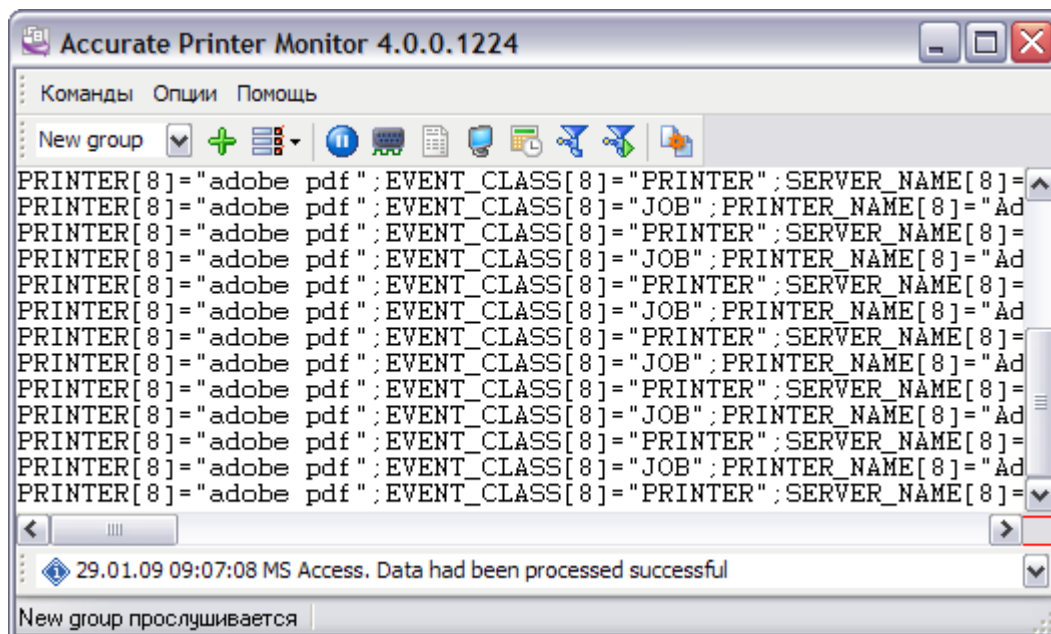 Accurate Printer Monitor 4.0.0.1224
Команды Опции Помощь
New group
PRINTER[8]="adobe pdf";EVENT_CLASS[8]="PRINTER";SERVER_NAME[8]=
PRINTER[8]="adobe pdf";EVENT_CLASS[8]="JOB";PRINTER_NAME[8]="Ad
PRINTER[8]="adobe pdf";EVENT_CLASS[8]="PRINTER";SERVER_NAME[8]=
PRINTER[8]="adobe pdf";EVENT_CLASS[8]="JOB";PRINTER_NAME[8]="Ad
PRINTER[8]="adobe pdf";EVENT_CLASS[8]="PRINTER";SERVER_NAME[8]=
PRINTER[8]="adobe pdf";EVENT_CLASS[8]="JOB";PRINTER_NAME[8]="Ad
PRINTER[8]="adobe pdf";EVENT_CLASS[8]="PRINTER";SERVER_NAME[8]=
PRINTER[8]="adobe pdf";EVENT_CLASS[8]="JOB";PRINTER_NAME[8]="Ad
PRINTER[8]="adobe pdf";EVENT_CLASS[8]="PRINTER";SERVER_NAME[8]=
PRINTER[8]="adobe pdf";EVENT_CLASS[8]="JOB";PRINTER_NAME[8]="Ad
PRINTER[8]="adobe pdf";EVENT_CLASS[8]="PRINTER";SERVER_NAME[8]=
PRINTER[8]="adobe pdf";EVENT_CLASS[8]="JOB";PRINTER_NAME[8]="Ad
PRINTER[8]="adobe pdf";EVENT_CLASS[8]="PRINTER";SERVER_NAME[8]=
29.01.09 09:07:08 MS Access. Data had been processed successful
New group прослушивается